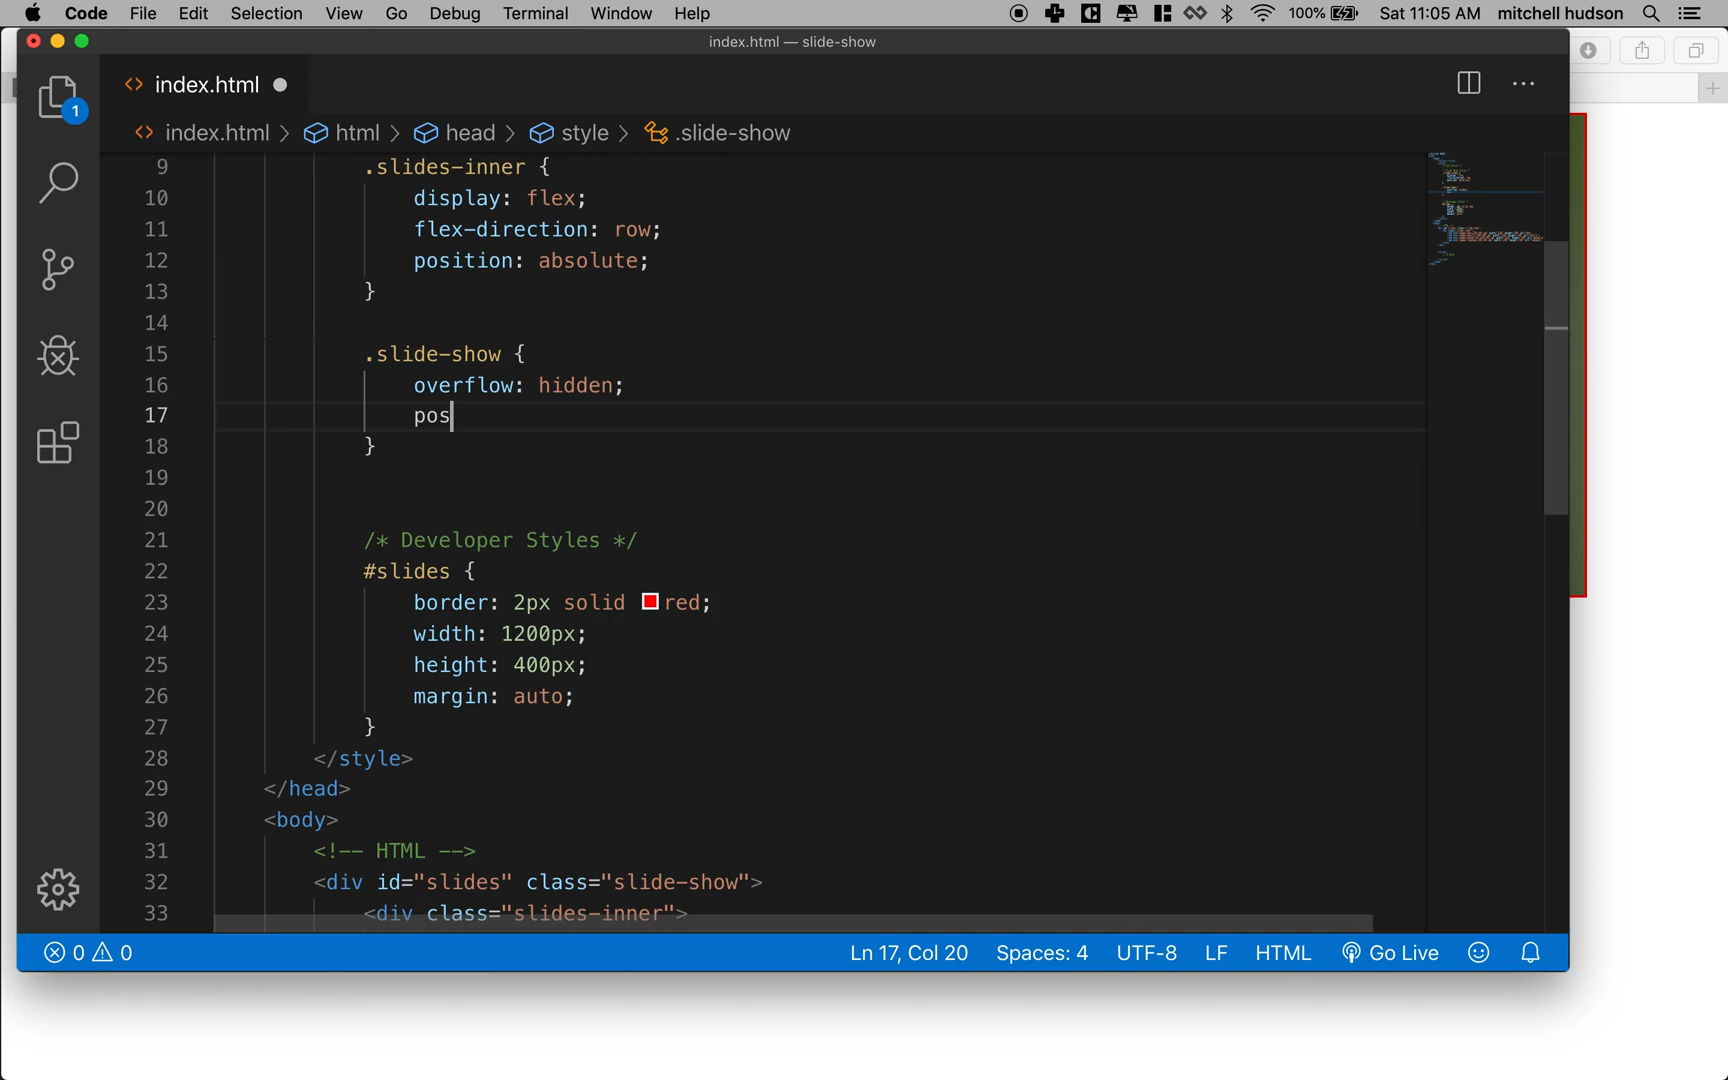 Code File Edit Selection View Go Debug Terminal Window Help 100% Sat 11:05 AM mitchell hudson
index.html — slide-show
<> index.html
1
<> index.html > html > head > style > .slide-show
9 .slides-inner {
10 display: flex;
11 flex-direction: row;
12 position: absolute;
13 }
14
15 .slide-show {
16 overflow: hidden;
17 pos
18 }
19
20
21 /* Developer Styles */
22 #slides {
23 border: 2px solid red;
24 width: 1200px;
25 height: 400px;
26 margin: auto;
27 }
28 </style>
29 </head>
30 <body>
31 <!-- HTML -->
32 <div id="slides" class="slide-show">
33 <div class="slides-inner">
0 0 Ln 17, Col 20 Spaces: 4 UTF-8 LF HTML Go Live